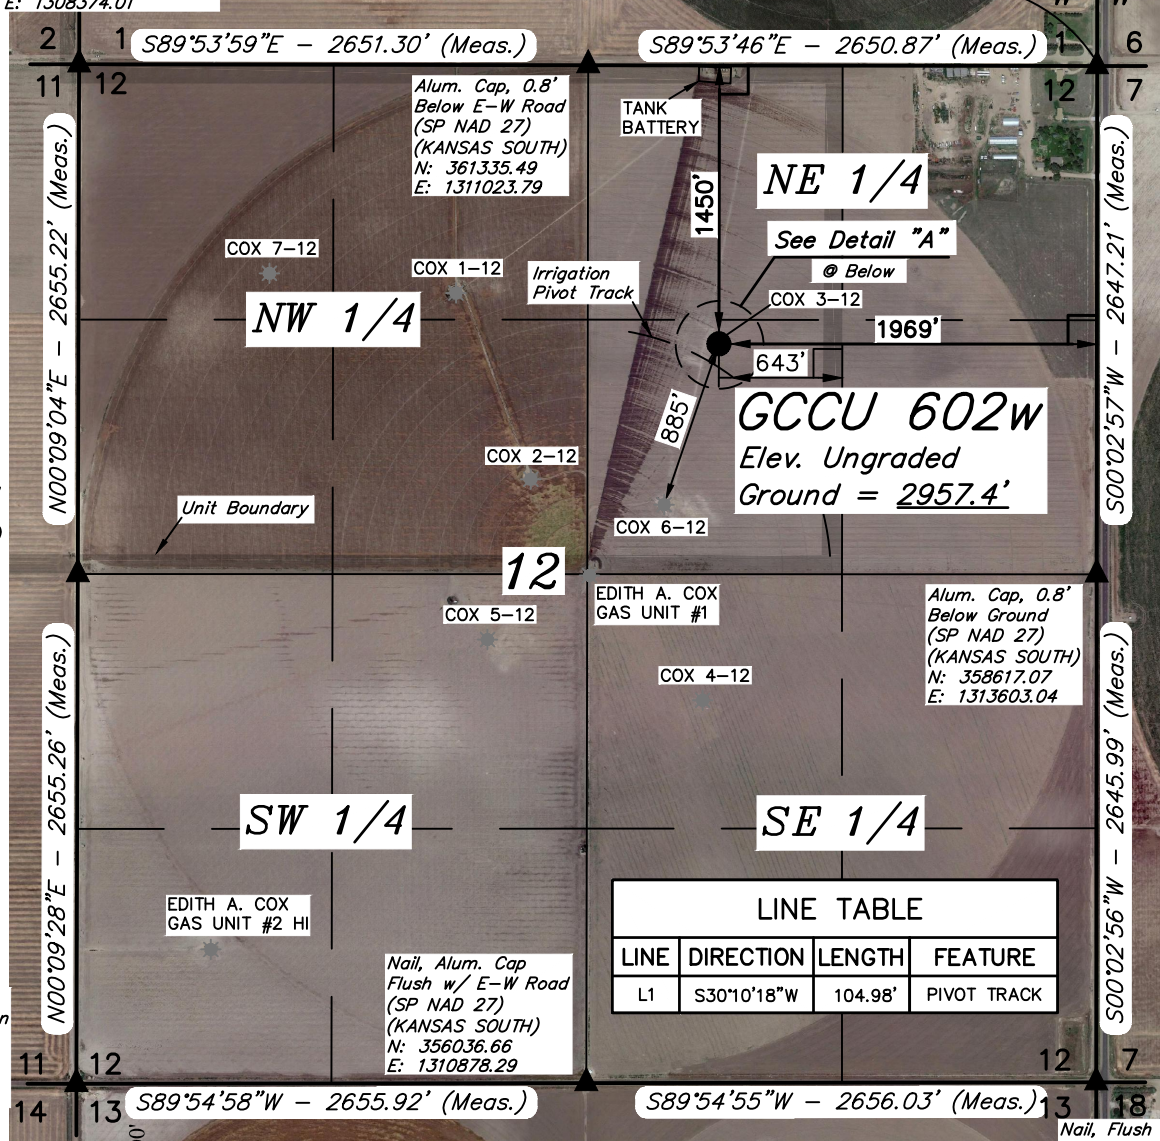 E: 1308374.01
2 1
S89°53'59"E - 2651.30' (Meas.)
S89°53'46"E - 2650.87' (Meas.)
1 6
11 12
12 7
Alum. Cap, 0.8'
Below E-W Road
(SP NAD 27)
(KANSAS SOUTH)
N: 361335.49
E: 1311023.79
TANK
BATTERY
NE 1/4
1450'
See Detail "A"
@ Below
N00°09'04"E - 2655.22' (Meas.)
S00°02'57"W - 2647.21' (Meas.)
COX 7-12
COX 1-12
Irrigation
Pivot Track
COX 3-12
NW 1/4
1969'
643'
885'
GCCU 602w
Elev. Ungraded
Ground = 2957.4'
COX 2-12
Unit Boundary
COX 6-12
12
EDITH A. COX
GAS UNIT #1
COX 5-12
Alum. Cap, 0.8'
Below Ground
(SP NAD 27)
(KANSAS SOUTH)
N: 358617.07
E: 1313603.04
COX 4-12
N00°09'28"E - 2655.26' (Meas.)
S00°02'56"W - 2645.99' (Meas.)
SW 1/4
SE 1/4
EDITH A. COX
GAS UNIT #2 HI
LINE TABLE
LINE DIRECTION LENGTH FEATURE
L1 S30°10'18"W 104.98' PIVOT TRACK
Nail, Alum. Cap
Flush w/ E-W Road
(SP NAD 27)
(KANSAS SOUTH)
N: 356036.66
E: 1310878.29
11 12
12 7
14 13
S89°54'58"W - 2655.92' (Meas.)
S89°54'55"W - 2656.03' (Meas.)
13 18
Nail, Flush